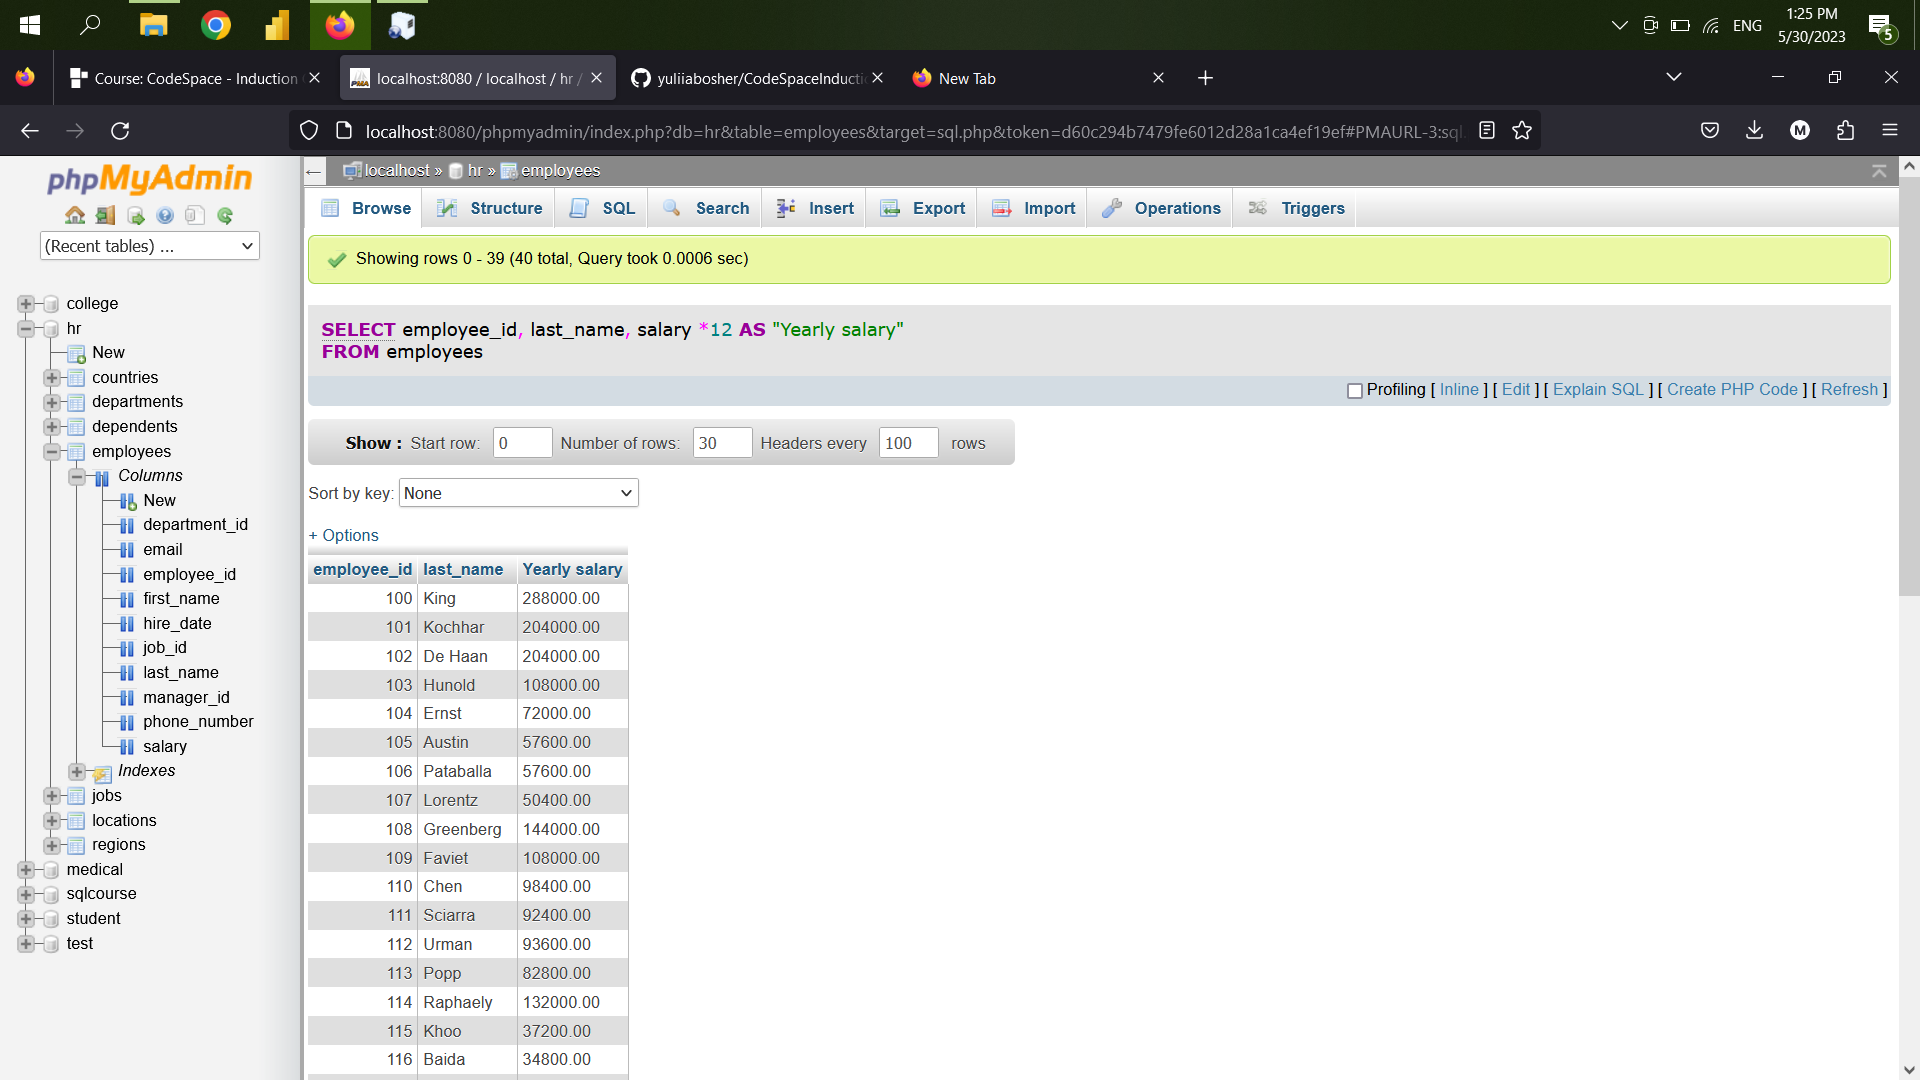 ENG
1:25 PM
5/30/2023
5
Course: CodeSpace - Induction
localhost:8080 / localhost / hr /
yuliiabosher/CodeSpaceInducti
New Tab
localhost:8080/phpmyadmin/index.php?db=hr&table=employees&target=sql.php&token=d60c294b7479fe6012d28a1ca4ef19ef#PMAURL-3:sql.
M
phpMyAdmin
(Recent tables) ...
college
hr
New
countries
departments
dependents
employees
Columns
New
department_id
email
employee_id
first_name
hire_date
job_id
last_name
manager_id
phone_number
salary
Indexes
jobs
locations
regions
medical
sqlcourse
student
test
localhost » hr » employees
Browse Structure SQL Search Insert Export Import Operations Triggers
Showing rows 0 - 39 (40 total, Query took 0.0006 sec)
SELECT employee_id, last_name, salary *12 AS "Yearly salary"
FROM employees
Profiling [ Inline ] [ Edit ] [ Explain SQL ] [ Create PHP Code ] [ Refresh ]
Show : Start row: 0 Number of rows: 30 Headers every 100 rows
Sort by key: None
+ Options
employee_id last_name Yearly salary
100 King 288000.00
101 Kochhar 204000.00
102 De Haan 204000.00
103 Hunold 108000.00
104 Ernst 72000.00
105 Austin 57600.00
106 Pataballa 57600.00
107 Lorentz 50400.00
108 Greenberg 144000.00
109 Faviet 108000.00
110 Chen 98400.00
111 Sciarra 92400.00
112 Urman 93600.00
113 Popp 82800.00
114 Raphaely 132000.00
115 Khoo 37200.00
116 Baida 34800.00